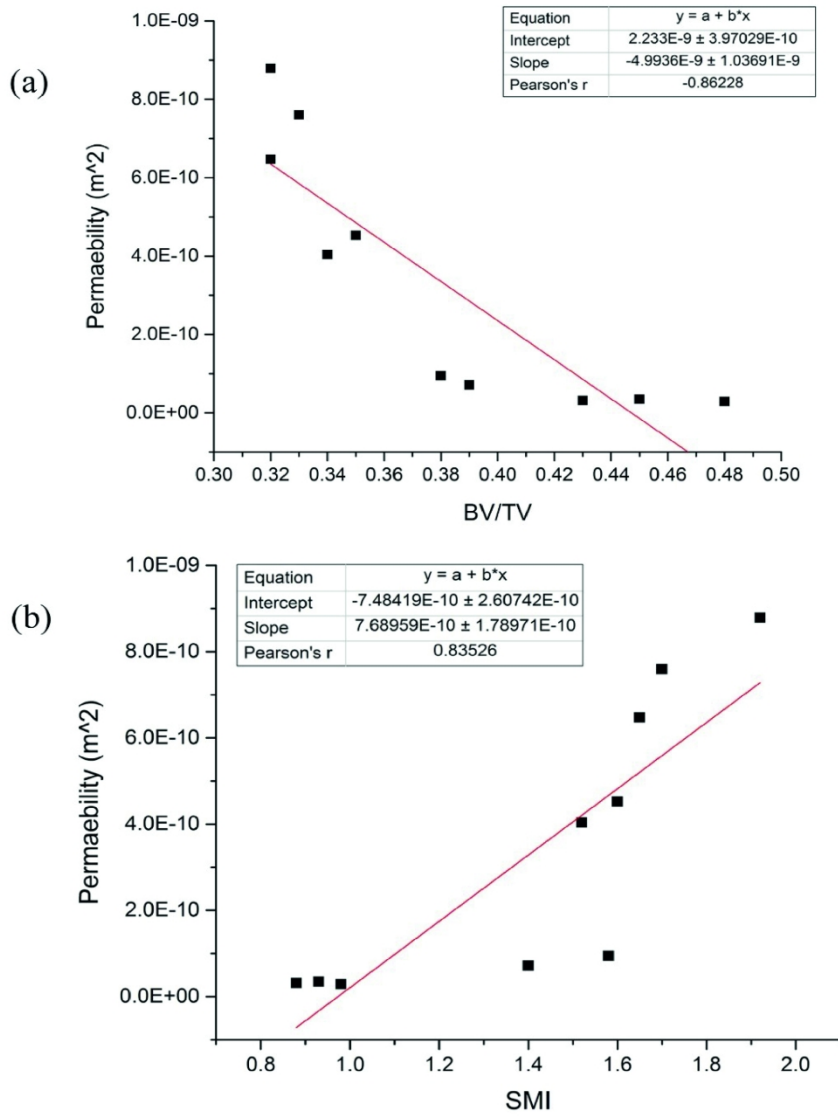 (a)
Permaebility (m^2)
1.0E-09
8.0E-10
6.0E-10
4.0E-10
2.0E-10
0.0E+00
Equation y = a + b*x
Intercept 2.233E-9 ± 3.97029E-10
Slope -4.9936E-9 ± 1.03691E-9
Pearson's r -0.86228
0.30 0.32 0.34 0.36 0.38 0.40 0.42 0.44 0.46 0.48 0.50
BV/TV
(b)
Permaebility (m^2)
1.0E-09
8.0E-10
6.0E-10
4.0E-10
2.0E-10
0.0E+00
Equation y = a + b*x
Intercept -7.48419E-10 ± 2.60742E-10
Slope 7.68959E-10 ± 1.78971E-10
Pearson's r 0.83526
0.8 1.0 1.2 1.4 1.6 1.8 2.0
SMI